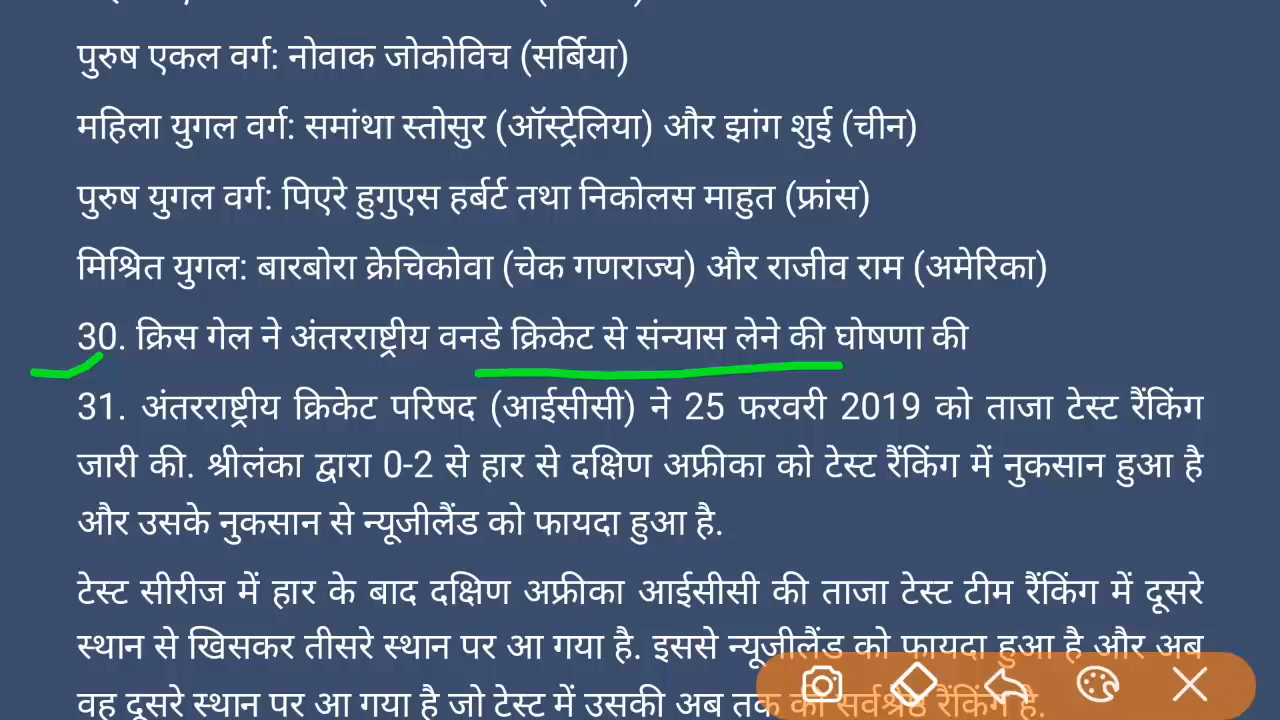 पुरुष एकल वर्ग: नोवाक जोकोविच (सर्बिया)
महिला युगल वर्ग: समांथा स्तोसुर (ऑस्ट्रेलिया) और झांग शुई (चीन)
पुरुष युगल वर्ग: पिएरे हुगुएस हर्बर्ट तथा निकोलस माहुत (फ्रांस)
मिश्रित युगल: बारबोरा क्रेचिकोवा (चेक गणराज्य) और राजीव राम (अमेरिका)
30. क्रिस गेल ने अंतरराष्ट्रीय वनडे क्रिकेट से संन्यास लेने की घोषणा की
31. अंतरराष्ट्रीय क्रिकेट परिषद (आईसीसी) ने 25 फरवरी 2019 को ताजा टेस्ट रैंकिंग
जारी की. श्रीलंका द्वारा 0-2 से हार से दक्षिण अफ्रीका को टेस्ट रैंकिंग में नुकसान हुआ है
और उसके नुकसान से न्यूजीलैंड को फायदा हुआ है.
टेस्ट सीरीज में हार के बाद दक्षिण अफ्रीका आईसीसी की ताजा टेस्ट टीम रैंकिंग में दूसरे
स्थान से खिसकर तीसरे स्थान पर आ गया है. इससे न्यूजीलैंड को फायदा हुआ है और अब
वह दूसरे स्थान पर आ गया है जो टेस्ट में उसकी अब तक की सर्वश्रेष्ठ रैंकिंग है.